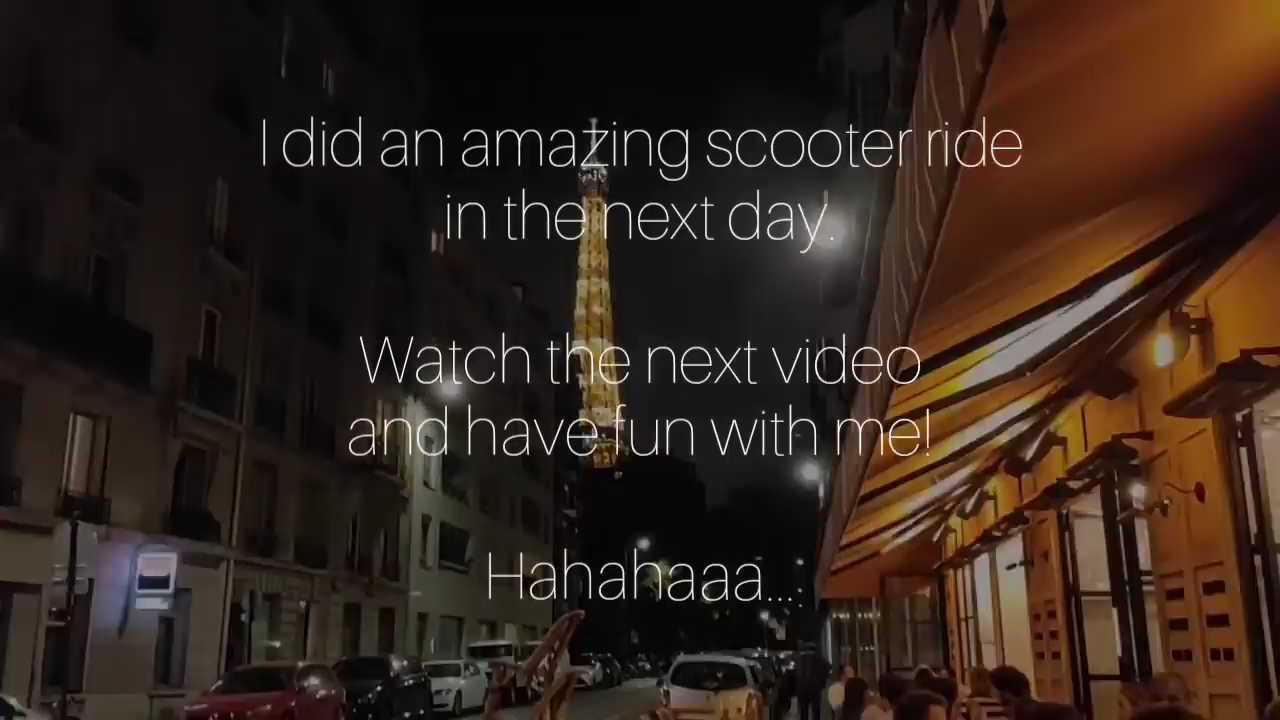 I did an amazing scooter ride
in the next day.
Watch the next video
and have fun with me!
Hahahaaa...